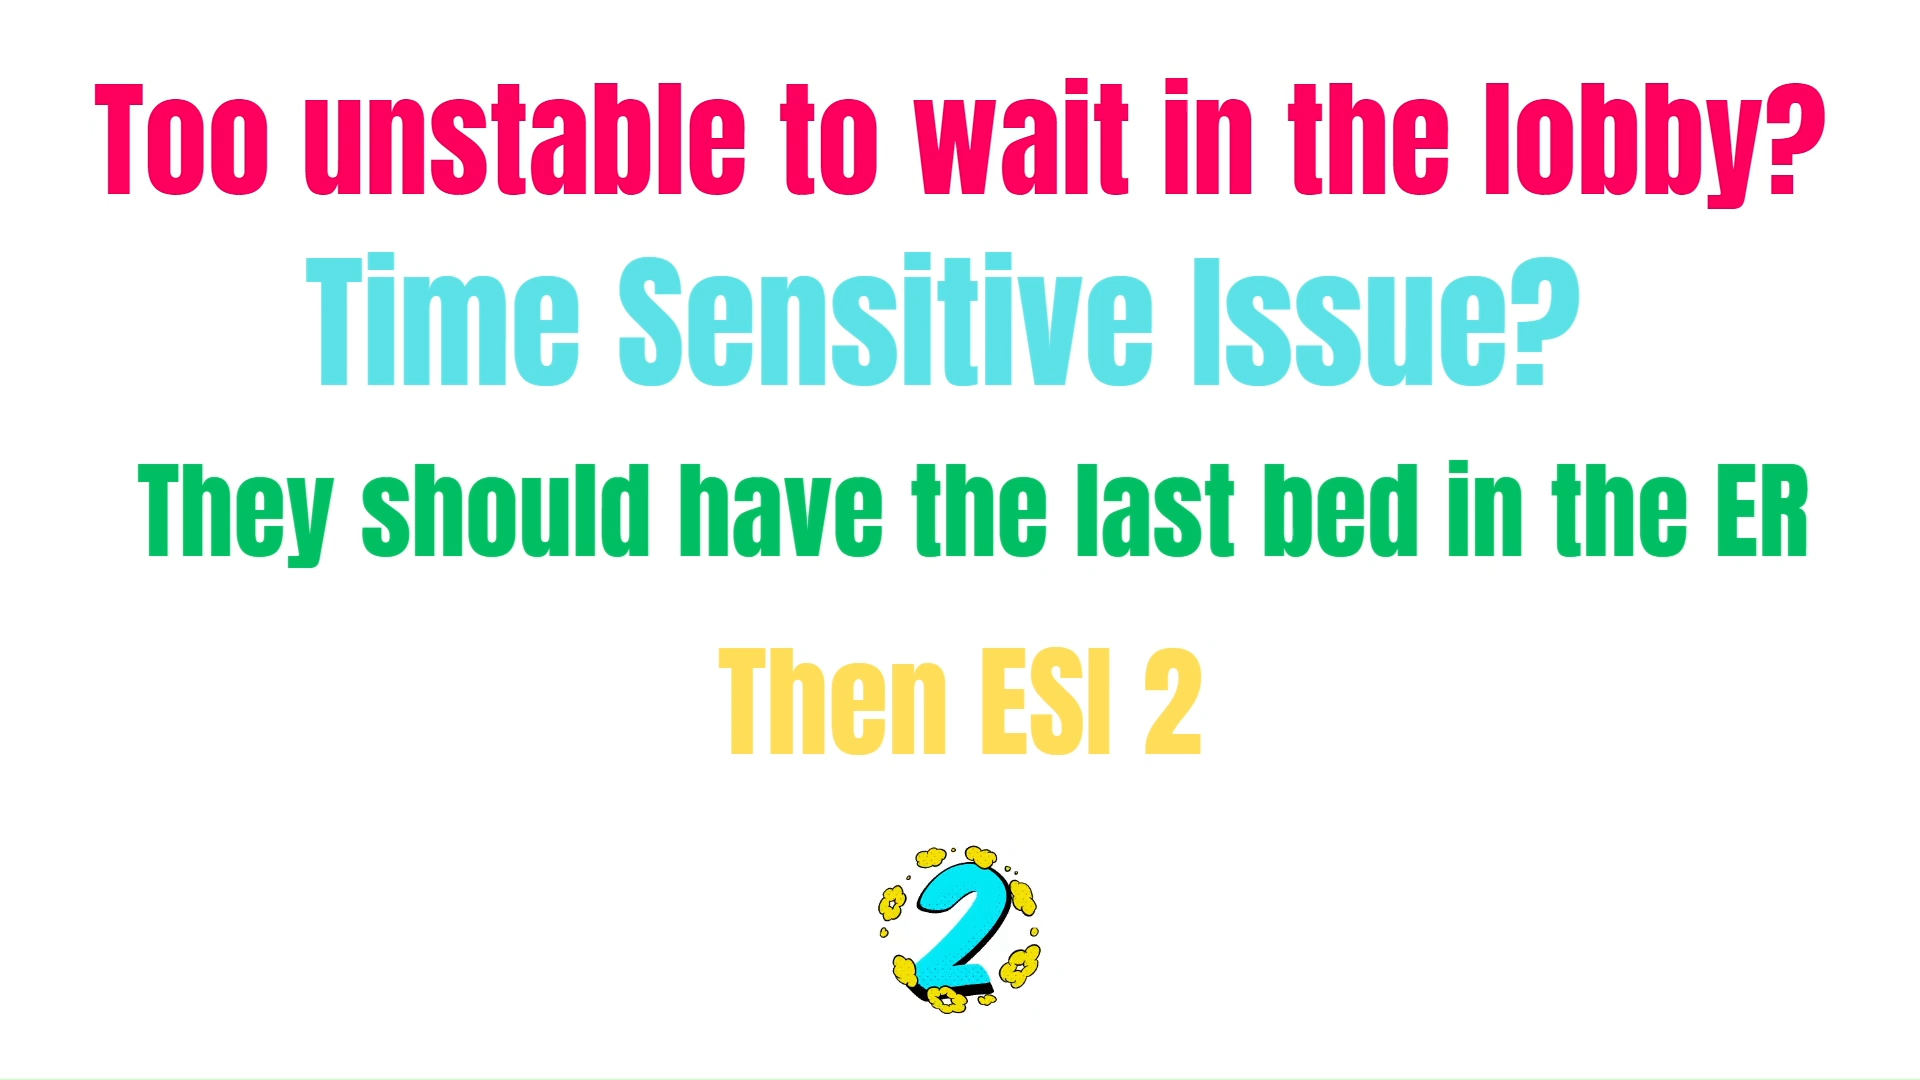 Too unstable to wait in the lobby?
Time Sensitive Issue?
They should have the last bed in the ER
Then ESI 2
2